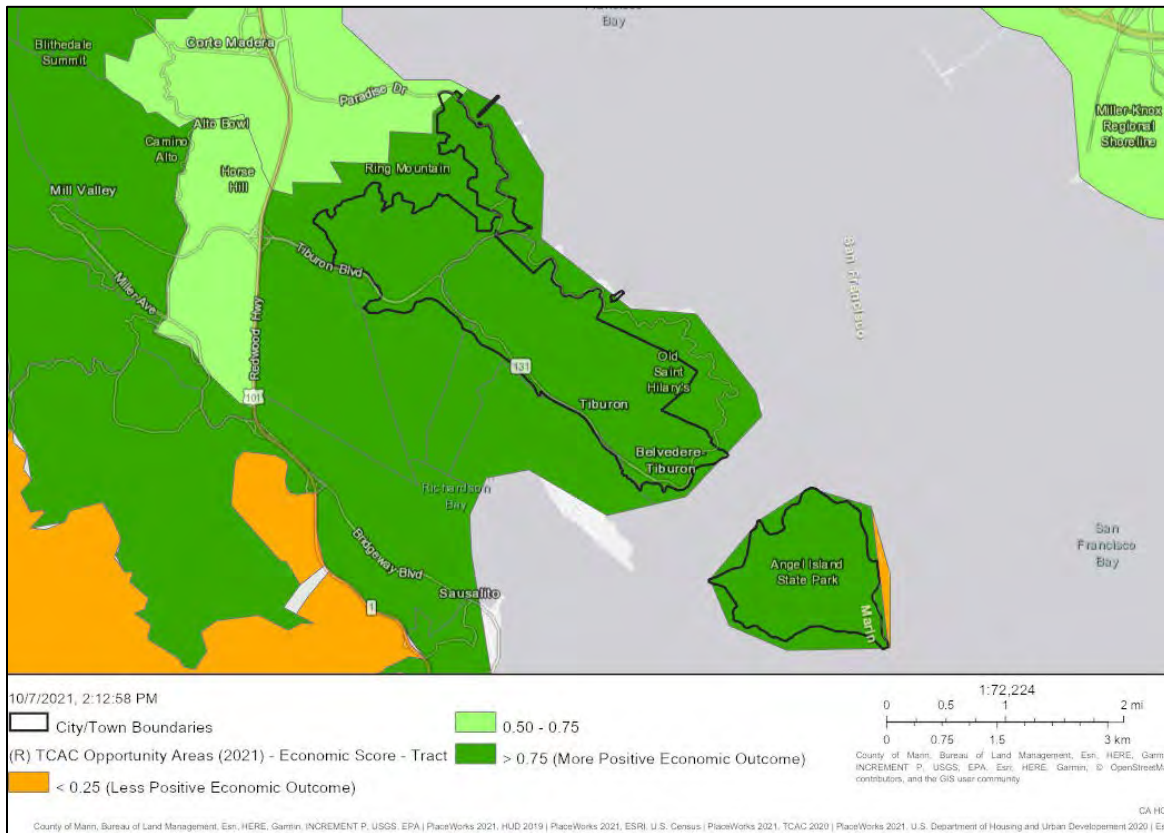 Francisco
Bay
Blithedale
Summit
Corte Madera
Paradise Dr
Miller-Knox
Regional
Shoreline
Alto Bowl
Camino
Alto
Ring Mountain
Horse
Hill
Mill Valley
San Francisco
Tiburon Blvd
Miller Ave
Redwood Hwy
Old
Saint
Hilary's
131
101
Tiburon
Belvedere-
Tiburon
Richardson
Bay
San
Francisco
Bay
Bridgeway Blvd
Angel Island
State Park
Sausalito
1
Marin
10/7/2021, 2:12:58 PM
City/Town Boundaries
(R) TCAC Opportunity Areas (2021) - Economic Score - Tract
< 0.25 (Less Positive Economic Outcome)
0.50 - 0.75
> 0.75 (More Positive Economic Outcome)
1:72,224
0 0.5 1 2 mi
0 0.75 1.5 3 km
County of Marin, Bureau of Land Management, Esri, HERE, Garmin,
INCREMENT P, USGS, EPA, Esri, HERE, Garmin, © OpenStreetMa
contributors, and the GIS user community
CA HC
County of Marin, Bureau of Land Management, Esri, HERE, Garmin, INCREMENT P, USGS, EPA | PlaceWorks 2021, HUD 2019 | PlaceWorks 2021, ESRI, U.S. Census | PlaceWorks 2021, TCAC 2020 | PlaceWorks 2021, U.S. Department of Housing and Urban Development 2020 | E